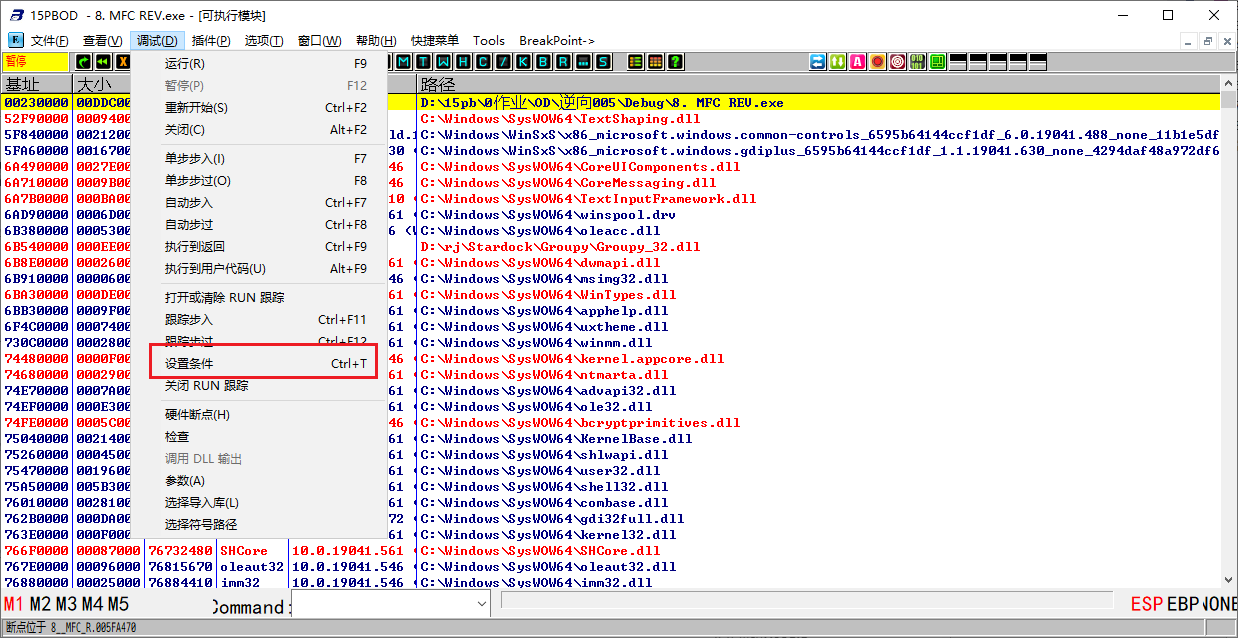 15PBOD - 8. MFC REV.exe - [可执行模块]
文件(F) 查看(V) 调试(D) 插件(P) 选项(T) 窗口(W) 帮助(H) 快捷菜单 Tools BreakPoint->
暂停 M T W H C / K B R ... S ?
基址 大小 路径
运行(R) F9
暂停(P) F12
重新开始(S) Ctrl+F2
关闭(C) Alt+F2
单步步入(I) F7
单步步过(O) F8
自动步入 Ctrl+F7
自动步过 Ctrl+F8
执行到返回 Ctrl+F9
执行到用户代码(U) Alt+F9
打开或清除 RUN 跟踪
跟踪步入 Ctrl+F11
跟踪步过 Ctrl+F12
设置条件 Ctrl+T
关闭 RUN 跟踪
硬件断点(H)
检查
调用 DLL 输出
参数(A)
选择导入库(L)
选择符号路径
00230000 00DDC00 D:\15pb\0作业\OD\逆向005\Debug\8. MFC REV.exe
52F90000 0009400 C:\Windows\SysWOW64\TextShaping.dll
5F840000 0021200 ld.1 C:\Windows\WinSxS\x86_microsoft.windows.common-controls_6595b64144ccf1df_6.0.19041.488_none_11b1e5df
5FA60000 0016700 30 C:\Windows\WinSxS\x86_microsoft.windows.gdiplus_6595b64144ccf1df_1.1.19041.630_none_4294daf48a972df6
6A490000 0027E00 46 C:\Windows\SysWOW64\CoreUIComponents.dll
6A710000 0009B00 46 C:\Windows\SysWOW64\CoreMessaging.dll
6A7B0000 000BA00 10 C:\Windows\SysWOW64\TextInputFramework.dll
6AD90000 0006D00 61 C:\Windows\SysWOW64\winspool.drv
6B380000 0005300 6 (W C:\Windows\SysWOW64\oleacc.dll
6B540000 000EE00 D:\rj\Stardock\Groupy\Groupy_32.dll
6B8E0000 0002600 61 C:\Windows\SysWOW64\dwmapi.dll
6B910000 0000600 46 C:\Windows\SysWOW64\msimg32.dll
6BA30000 000DE00 61 C:\Windows\SysWOW64\WinTypes.dll
6BB30000 0009F00 61 C:\Windows\SysWOW64\apphelp.dll
6F4C0000 0007400 61 C:\Windows\SysWOW64\uxtheme.dll
730C0000 0002800 61 C:\Windows\SysWOW64\winmm.dll
74480000 0000F00 46 C:\Windows\SysWOW64\kernel.appcore.dll
74680000 0002900 61 C:\Windows\SysWOW64\ntmarta.dll
74E70000 0007A00 61 C:\Windows\SysWOW64\advapi32.dll
74EF0000 000E300 61 C:\Windows\SysWOW64\ole32.dll
74FE0000 0005C00 46 C:\Windows\SysWOW64\bcryptprimitives.dll
75040000 0021400 61 C:\Windows\SysWOW64\KernelBase.dll
75260000 0004500 61 C:\Windows\SysWOW64\shlwapi.dll
75470000 0019600 61 C:\Windows\SysWOW64\user32.dll
75A50000 005B300 61 C:\Windows\SysWOW64\shell32.dll
76010000 0028100 61 C:\Windows\SysWOW64\combase.dll
762B0000 000DA00 72 C:\Windows\SysWOW64\gdi32full.dll
763E0000 000F000 61 C:\Windows\SysWOW64\kernel32.dll
766F0000 00087000 76732480 SHCore 10.0.19041.561 C:\Windows\SysWOW64\SHCore.dll
767E0000 00096000 76815670 oleaut32 10.0.19041.546 C:\Windows\SysWOW64\oleaut32.dll
76880000 00025000 76884410 imm32 10.0.19041.546 C:\Windows\SysWOW64\imm32.dll
M1 M2 M3 M4 M5 Command: ESP EBP NONE
断点位于 8__MFC_R.005FA470